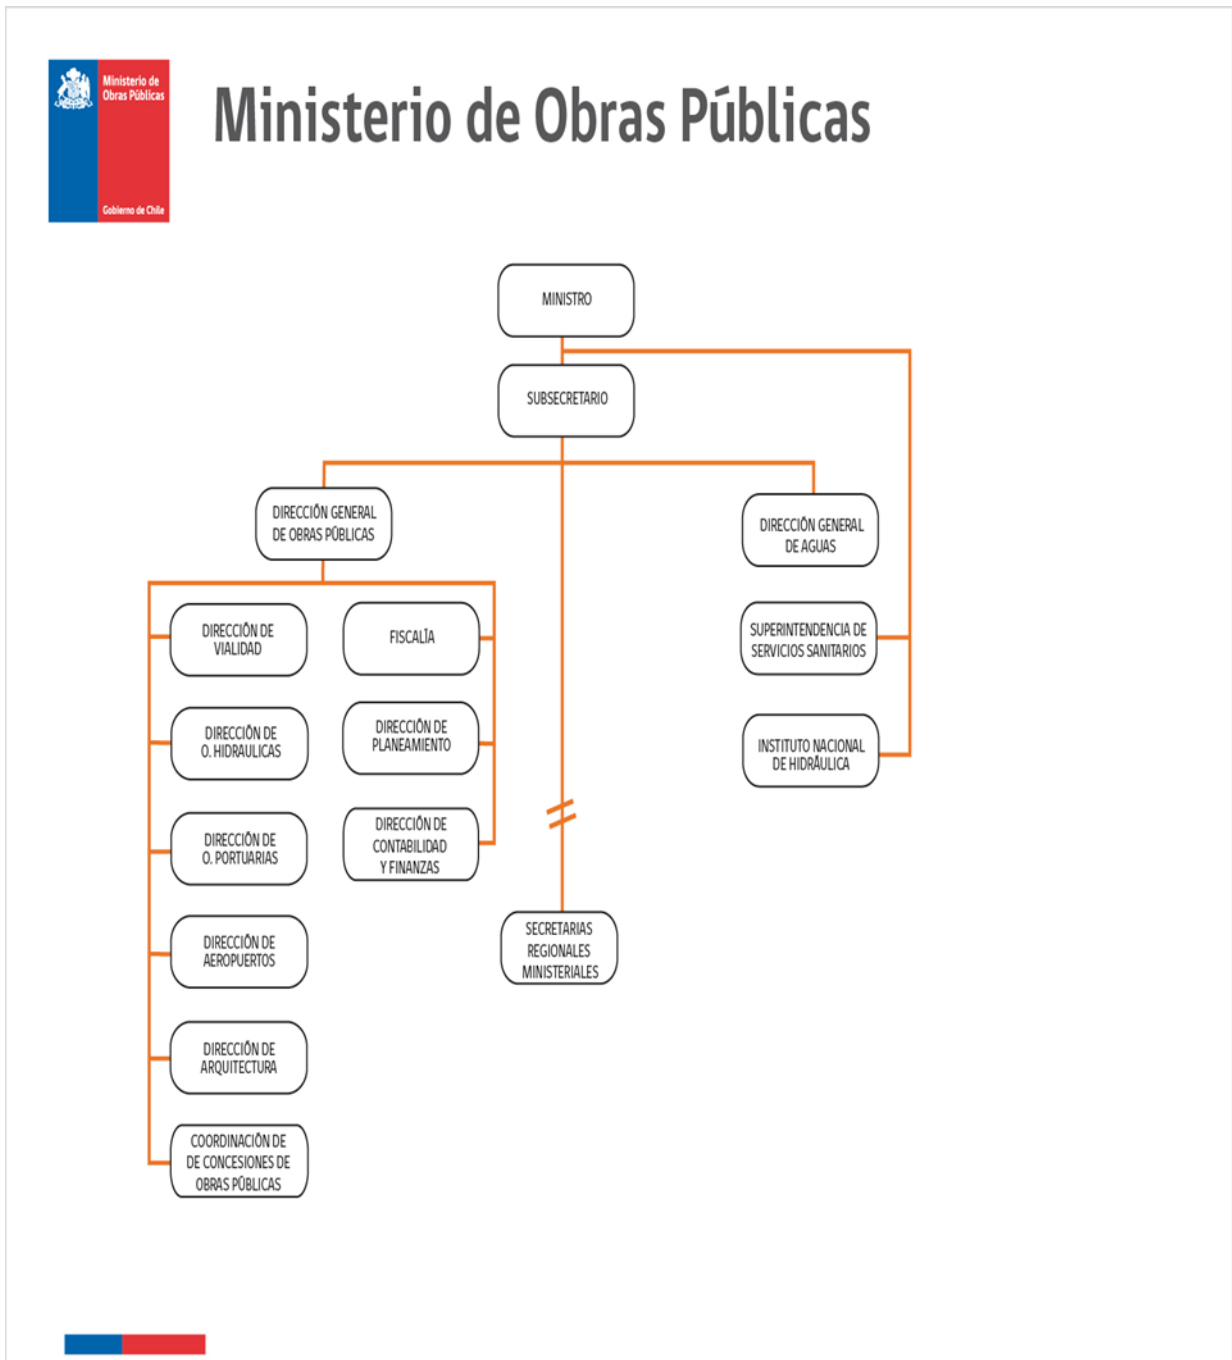 Ministerio de
Obras Públicas
Gobierno de Chile
Ministerio de Obras Públicas
MINISTRO
SUBSECRETARIO
DIRECCIÓN GENERAL
DE OBRAS PÚBLICAS
DIRECCIÓN GENERAL
DE AGUAS
DIRECCIÓN DE
VIALIDAD
FISCALÍA
SUPERINTENDENCIA DE
SERVICIOS SANITARIOS
DIRECCIÓN DE
O. HIDRAULICAS
DIRECCIÓN DE
PLANEAMIENTO
INSTITUTO NACIONAL
DE HIDRÁULICA
DIRECCIÓN DE
O. PORTUARIAS
DIRECCIÓN DE
CONTABILIDAD
Y FINANZAS
DIRECCIÓN DE
AEROPUERTOS
SECRETARIAS
REGIONALES
MINISTERIALES
DIRECCIÓN DE
ARQUITECTURA
COORDINACIÓN DE
DE CONCESIONES DE
OBRAS PÚBLICAS